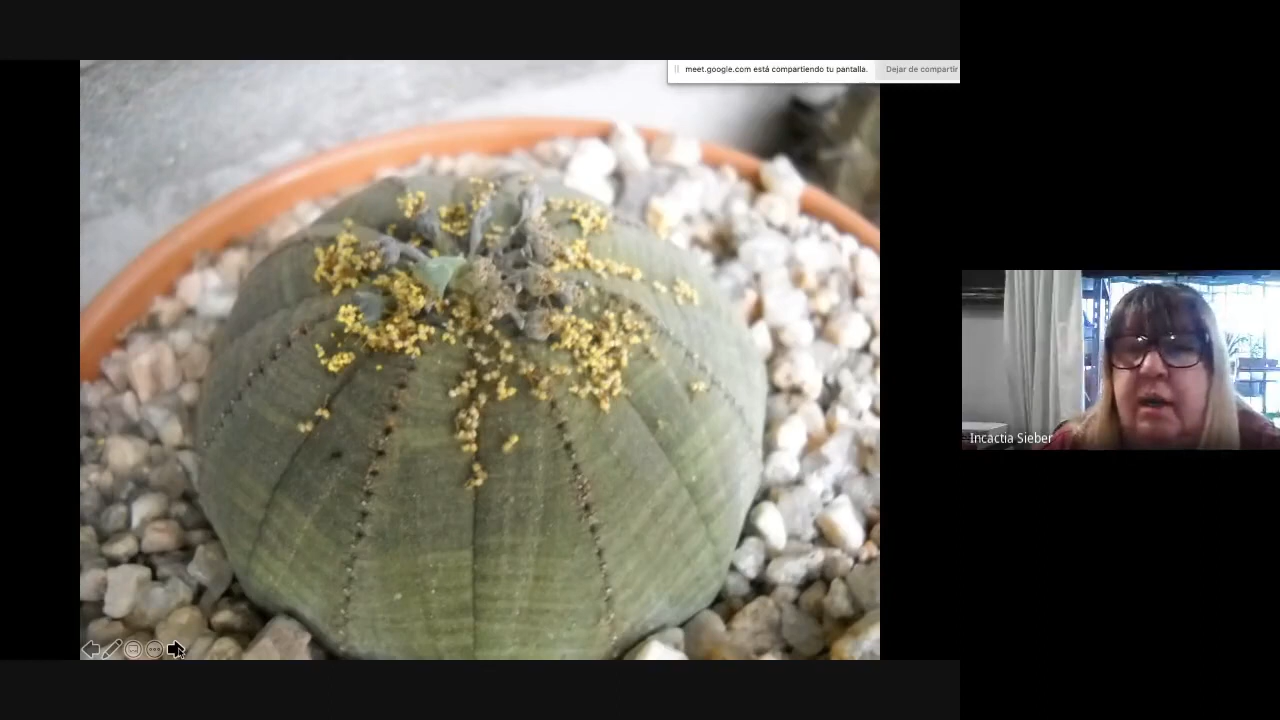 meet.google.com está compartiendo tu pantalla.
Dejar de compartir
Incactia Sieber